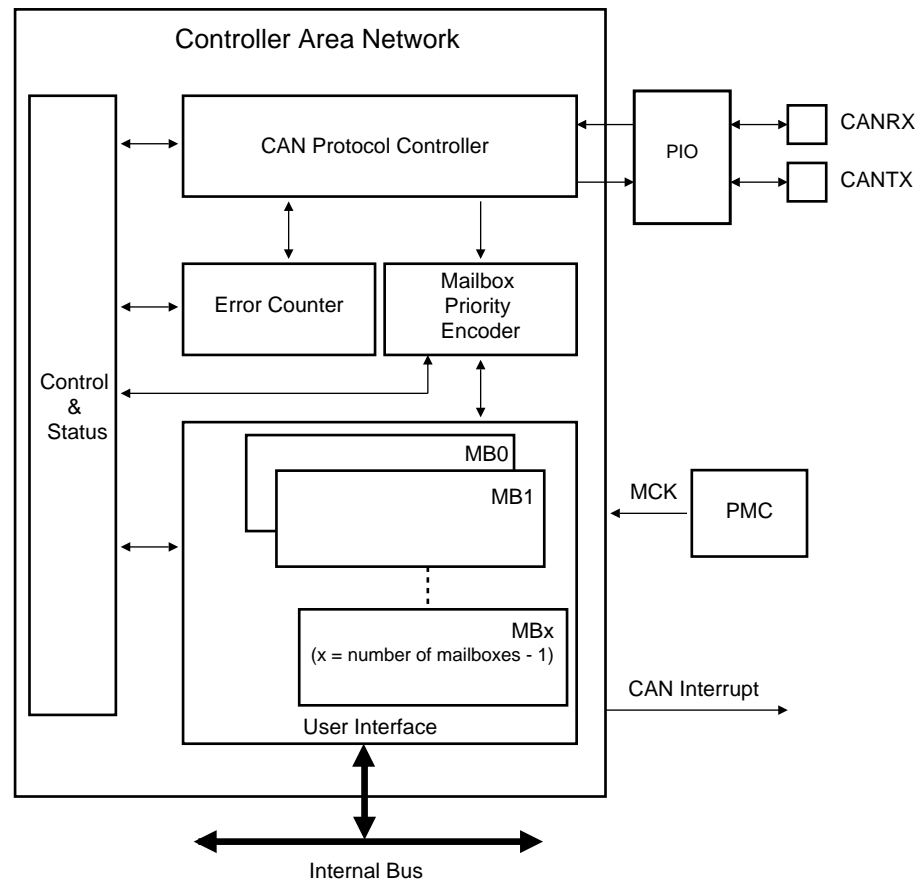 Controller Area Network
CAN Protocol Controller
PIO
CANRX
CANTX
Error Counter
Mailbox
Priority
Encoder
Control
&
Status
MB0
MB1
MCK
PMC
MBx
(x = number of mailboxes - 1)
CAN Interrupt
User Interface
Internal Bus